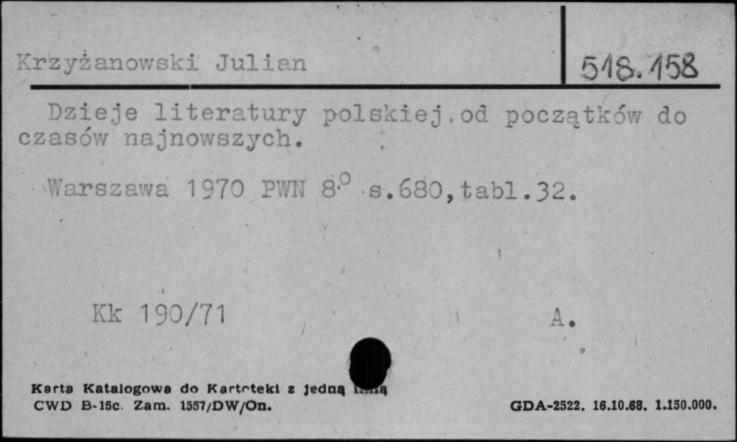 Krzyżanowski Julian
518.158
Dzieje literatury polskiej.od początków do
czasów najnowszych.
Warszawa 1970 PWN 8° s.680,tabl.32.
Kk 190/71 A.
Karta Katalogowa do Kartoteki z jedną
CWD B-15c. Zam. 1557/DW/On.
GDA-2522. 16.10.68. 1.150.000.